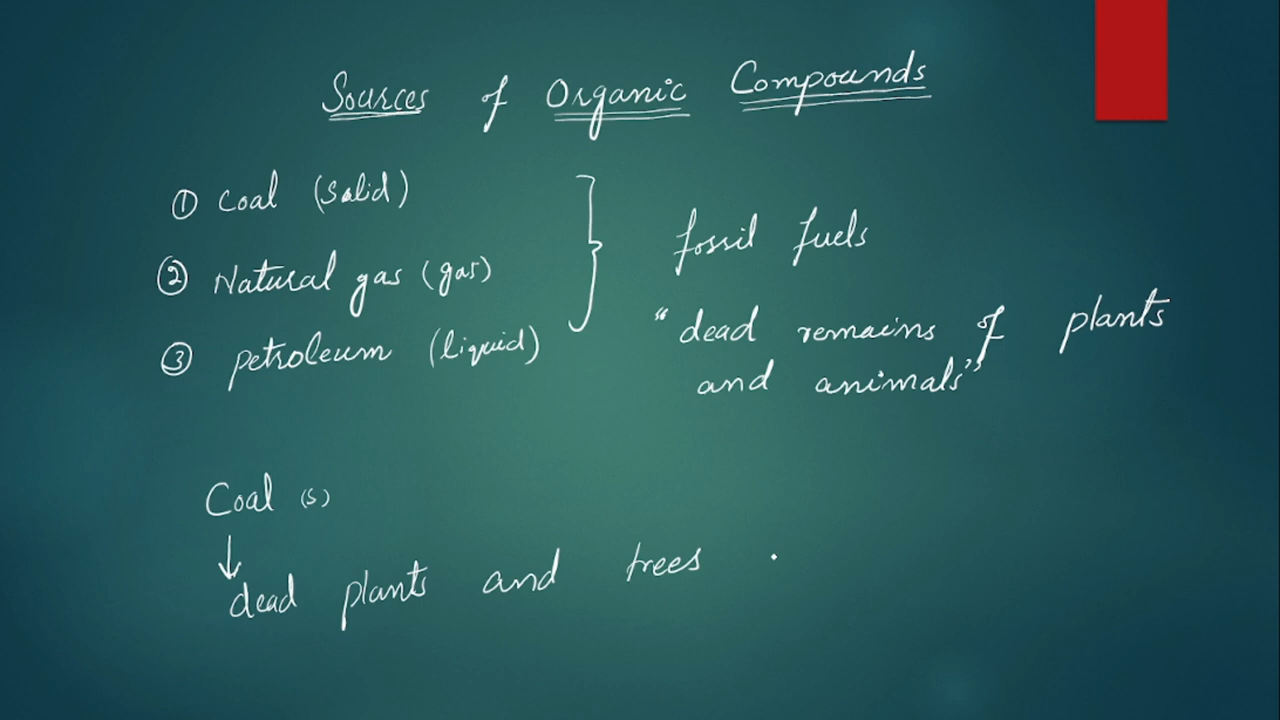 Sources of Organic Compounds
① Coal (Solid)
② Natural gas (gas)
③ petroleum (liquid)
fossil fuels
"dead remains of plants
and animals"
Coal (s)
↓
dead plants and trees .